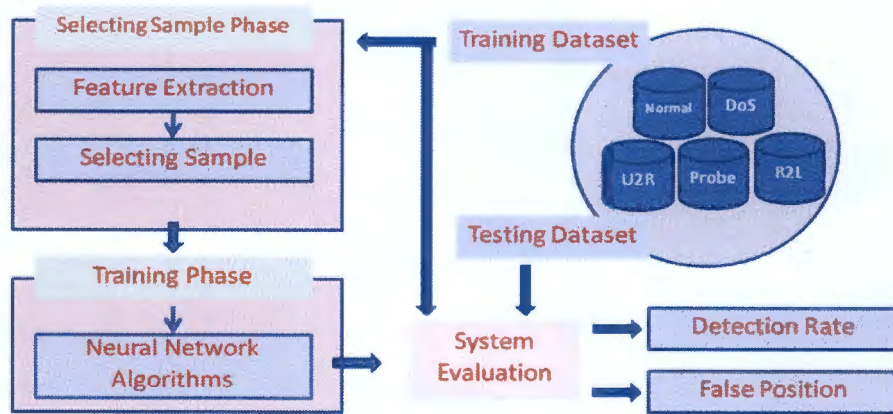 Selecting Sample Phase
Feature Extraction
Selecting Sample
Training Phase
Neural Network
Algorithms
Training Dataset
Normal
DoS
U2R
Probe
R2L
Testing Dataset
System
Evaluation
Detection Rate
False Position